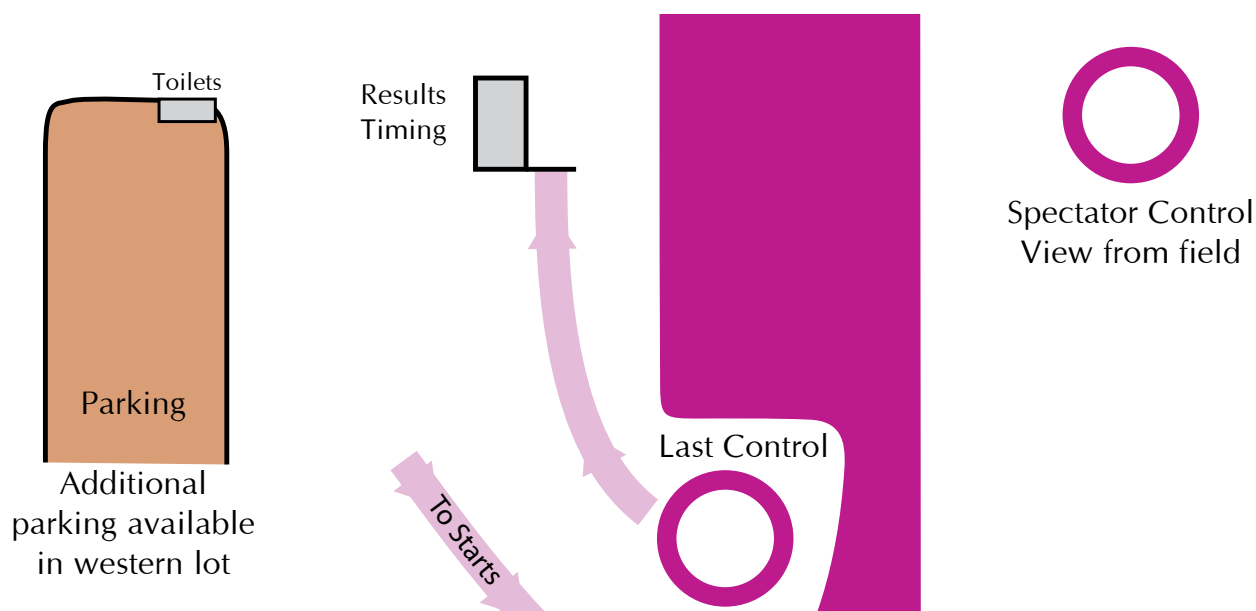 Toilets
Results
Timing
Spectator Control
View from field
Parking
Last Control
Additional
parking available
in western lot
To Starts